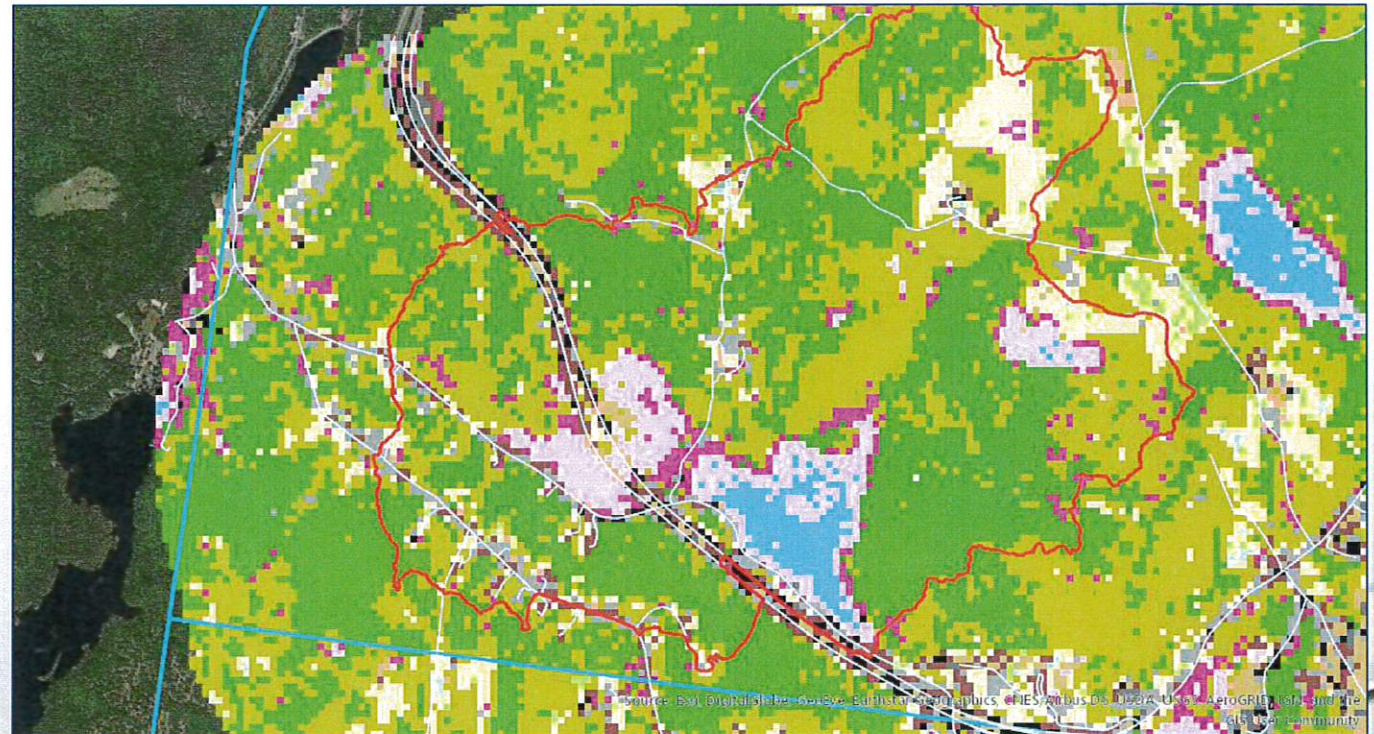 Source: Esri, DigitalGlobe, GeoEye, Earthstar Geographics, CNES/Airbus DS, USDA, USGS, AeroGRID, IGN, and the
GIS User Community